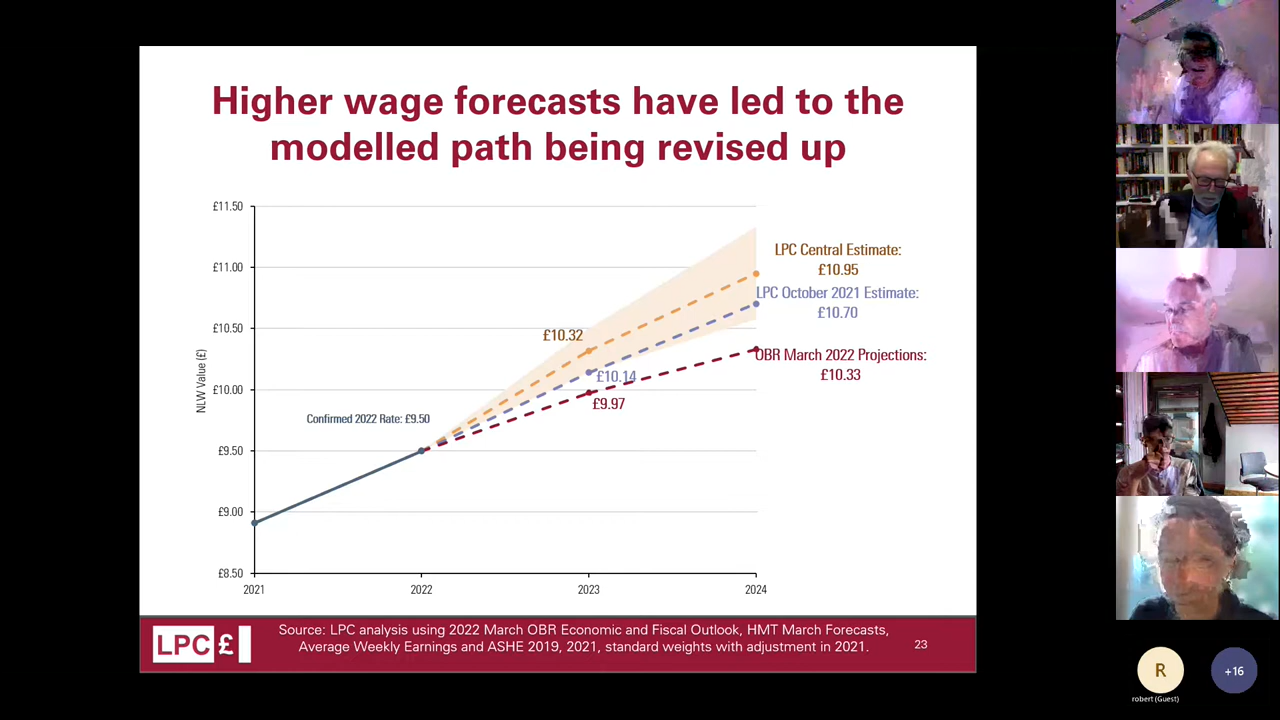 Higher wage forecasts have led to the
modelled path being revised up
£11.50
£11.00
£10.50
£10.00
£9.50
£9.00
£8.50
NLW Value (£)
2021
2022
2023
2024
Confirmed 2022 Rate: £9.50
£10.32
£10.14
£9.97
LPC Central Estimate:
£10.95
LPC October 2021 Estimate:
£10.70
OBR March 2022 Projections:
£10.33
LPC £
Source: LPC analysis using 2022 March OBR Economic and Fiscal Outlook, HMT March Forecasts,
Average Weekly Earnings and ASHE 2019, 2021, standard weights with adjustment in 2021.
23
R
robert (Guest)
+16